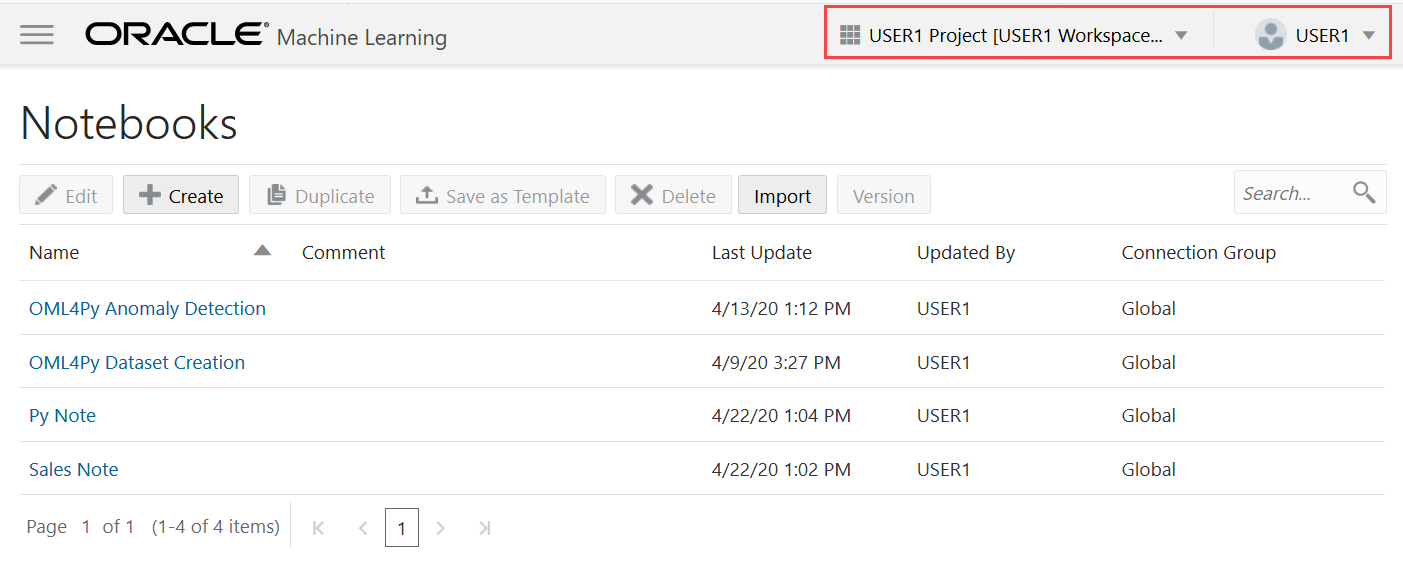 ORACLE® Machine Learning USER1 Project [USER1 Workspace... USER1
Notebooks
Edit Create Duplicate Save as Template Delete Import Version Search...
Name Comment Last Update Updated By Connection Group
OML4Py Anomaly Detection 4/13/20 1:12 PM USER1 Global
OML4Py Dataset Creation 4/9/20 3:27 PM USER1 Global
Py Note 4/22/20 1:04 PM USER1 Global
Sales Note 4/22/20 1:02 PM USER1 Global
Page 1 of 1 (1-4 of 4 items) 1